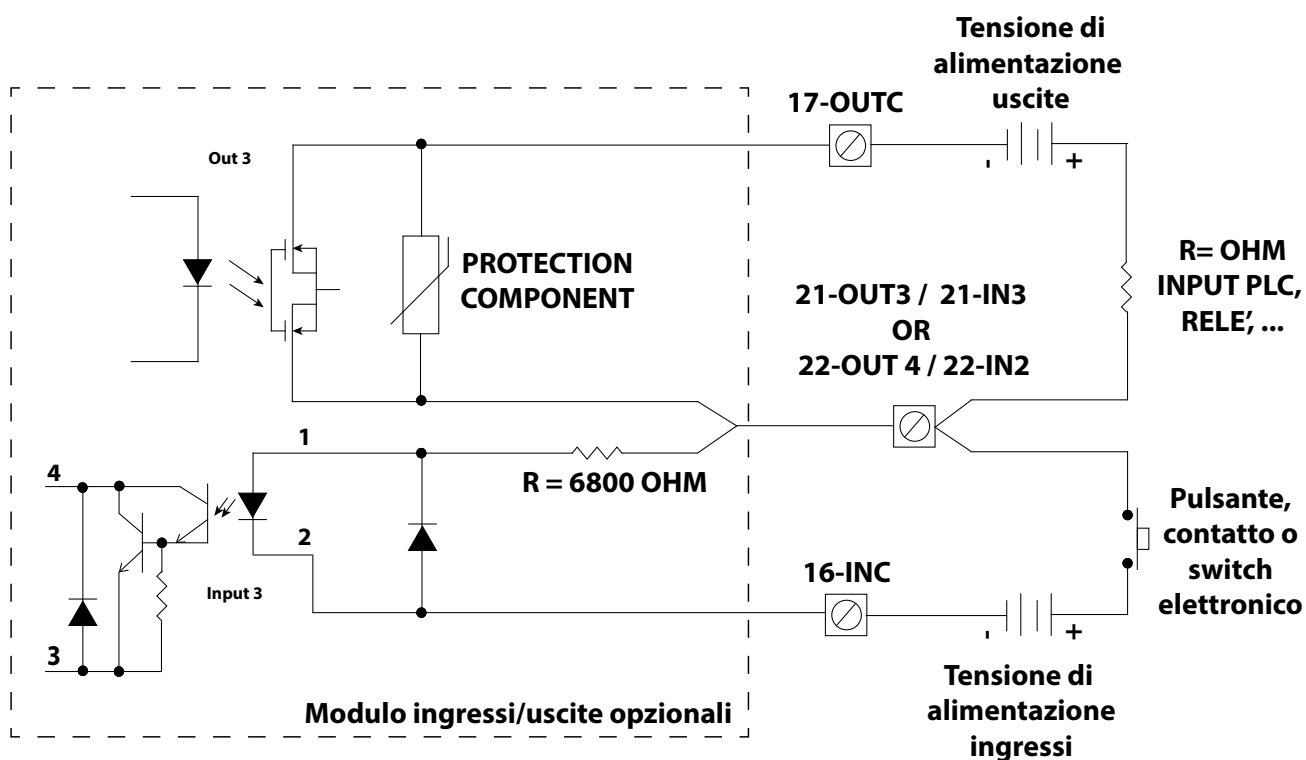 Tensione di
alimentazione
uscite
17-OUTC
Out 3
- +
PROTECTION
COMPONENT
21-OUT3 / 21-IN3
OR
22-OUT 4 / 22-IN2
R= OHM
INPUT PLC,
RELE’, ...
1
R = 6800 OHM
4
2
Input 3
3
16-INC
- +
Pulsante,
contatto o
switch
elettronico
Tensione di
alimentazione
ingressi
Modulo ingressi/uscite opzionali